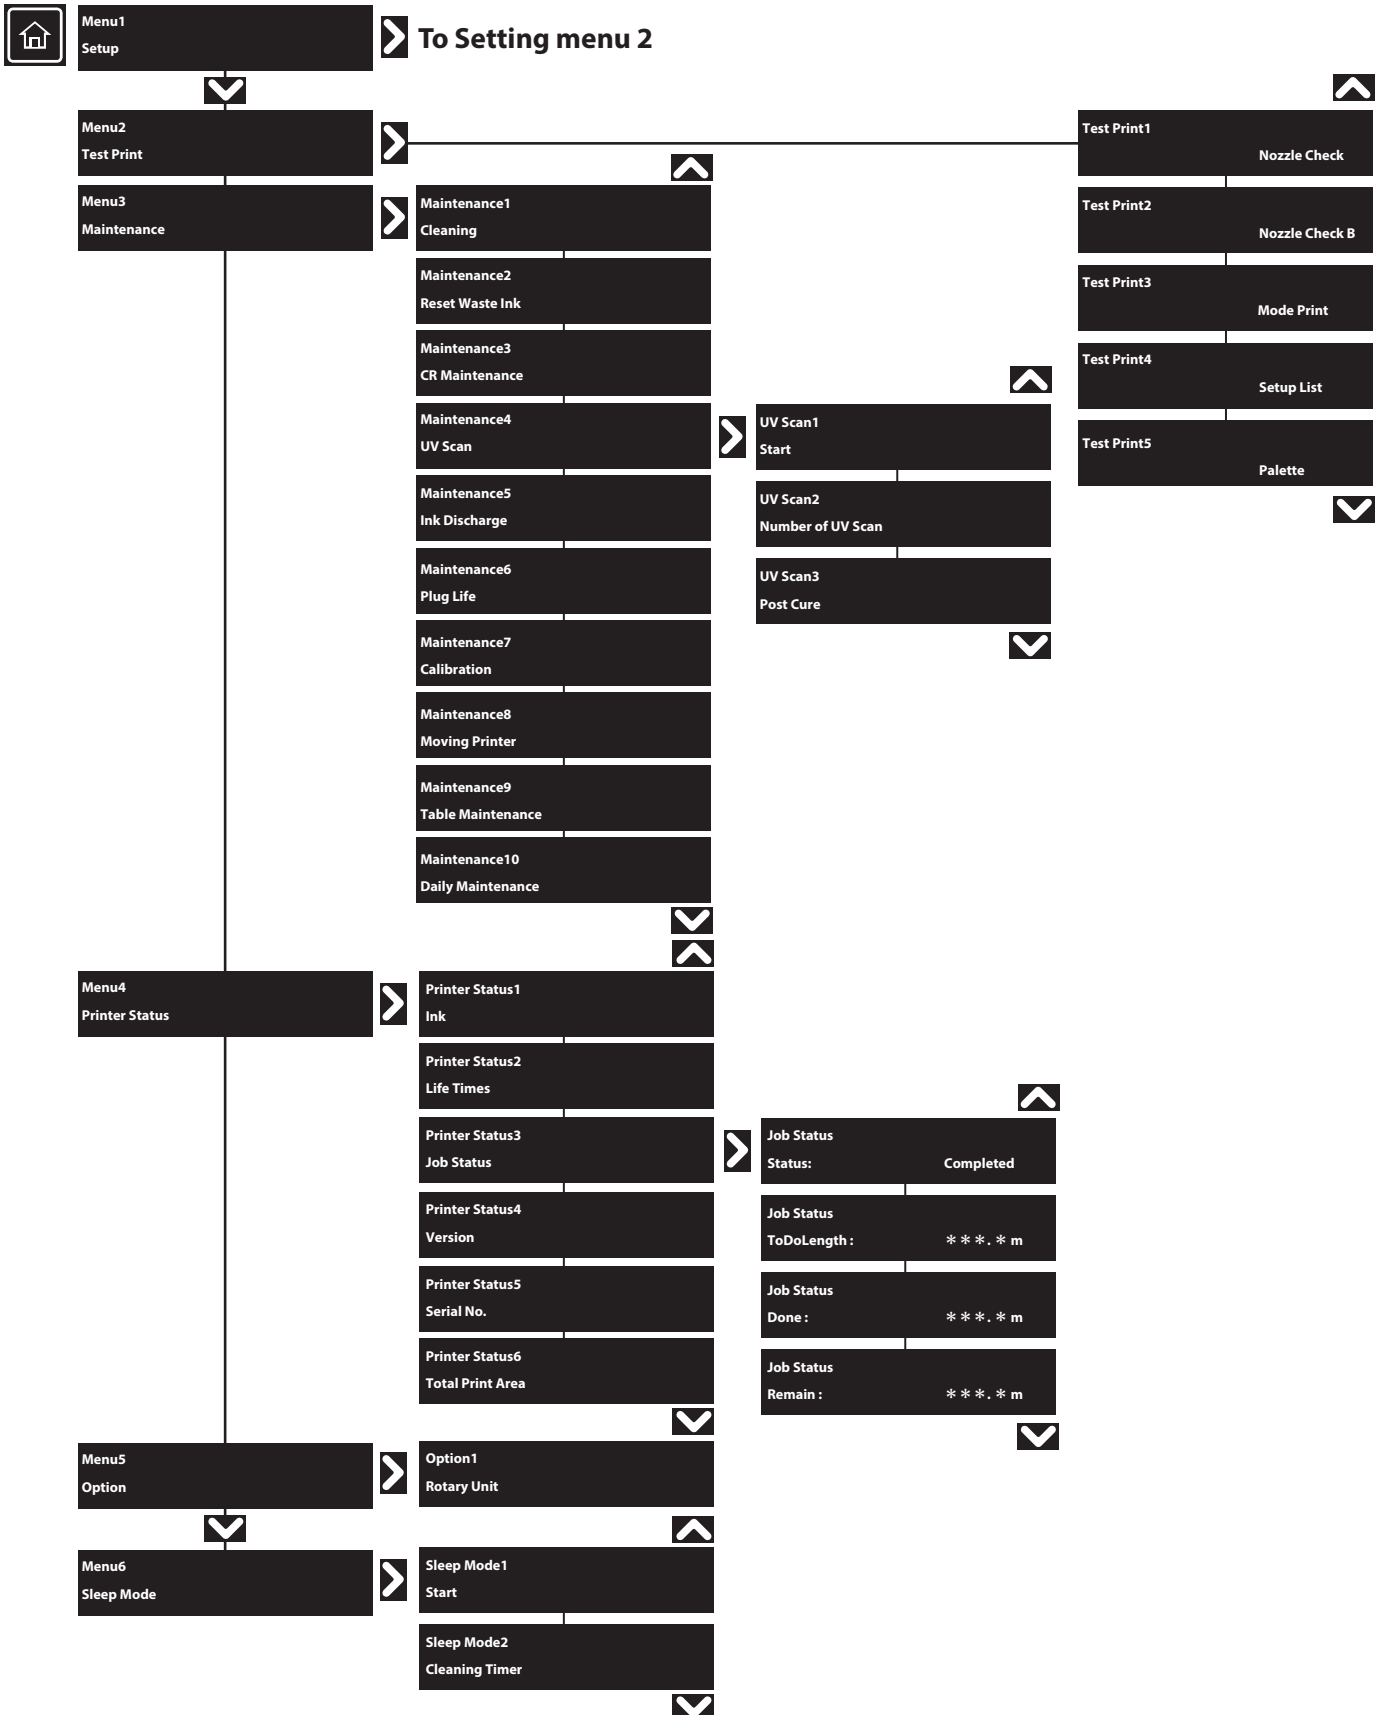 Menu1
Setup
To Setting menu 2
Menu2
Test Print
Test Print1
Nozzle Check
Test Print2
Nozzle Check B
Test Print3
Mode Print
Test Print4
Setup List
Test Print5
Palette
Menu3
Maintenance
Maintenance1
Cleaning
Maintenance2
Reset Waste Ink
Maintenance3
CR Maintenance
Maintenance4
UV Scan
UV Scan1
Start
UV Scan2
Number of UV Scan
UV Scan3
Post Cure
Maintenance5
Ink Discharge
Maintenance6
Plug Life
Maintenance7
Calibration
Maintenance8
Moving Printer
Maintenance9
Table Maintenance
Maintenance10
Daily Maintenance
Menu4
Printer Status
Printer Status1
Ink
Printer Status2
Life Times
Printer Status3
Job Status
Job Status
Status: Completed
Job Status
ToDoLength : ***.* m
Job Status
Done : ***.* m
Job Status
Remain : ***.* m
Printer Status4
Version
Printer Status5
Serial No.
Printer Status6
Total Print Area
Menu5
Option
Option1
Rotary Unit
Menu6
Sleep Mode
Sleep Mode1
Start
Sleep Mode2
Cleaning Timer